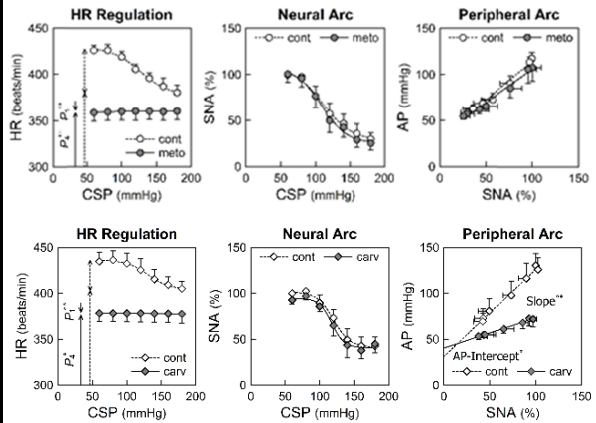 HR Regulation
450
400
350
300
HR (beats/min)
P₄* P₁**
cont
meto
0 50 100 150 200
CSP (mmHg)
Neural Arc
cont meto
150
100
50
0
SNA (%)
0 50 100 150 200
CSP (mmHg)
Peripheral Arc
cont meto
150
100
50
0
AP (mmHg)
0 50 100 150
SNA (%)
HR Regulation
450
400
350
300
HR (beats/min)
P₄* P₁**
cont
carv
0 50 100 150 200
CSP (mmHg)
Neural Arc
cont carv
150
100
50
0
SNA (%)
0 50 100 150 200
CSP (mmHg)
Peripheral Arc
150
100
50
0
AP (mmHg)
Slope**
AP-Intercept†
cont carv
0 50 100 150
SNA (%)